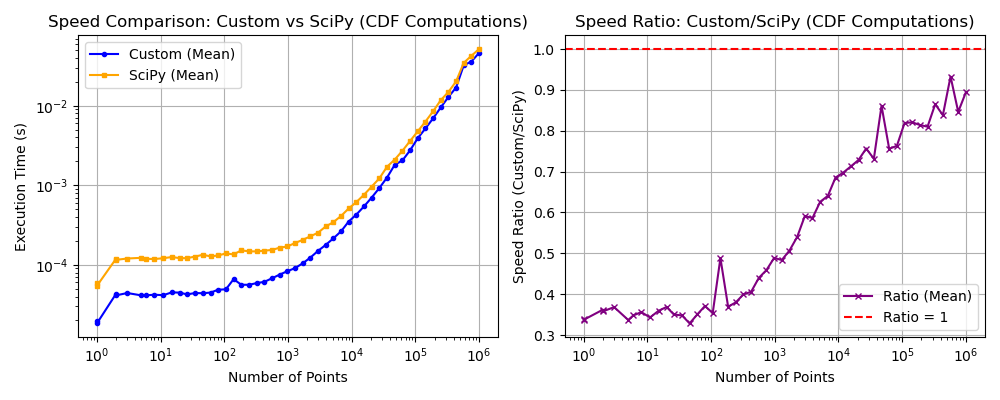 Speed Comparison: Custom vs SciPy (CDF Computations)
Custom (Mean)
SciPy (Mean)
Execution Time (s)
10⁻²
10⁻³
10⁻⁴
10⁰ 10¹ 10² 10³ 10⁴ 10⁵ 10⁶
Number of Points
Speed Ratio: Custom/SciPy (CDF Computations)
Speed Ratio (Custom/SciPy)
1.0
0.9
0.8
0.7
0.6
0.5
0.4
0.3
Ratio (Mean)
Ratio = 1
10⁰ 10¹ 10² 10³ 10⁴ 10⁵ 10⁶
Number of Points